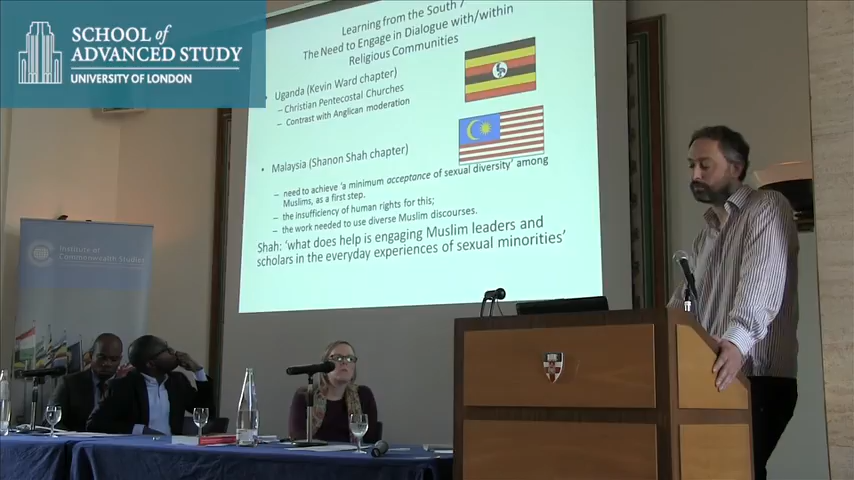 SCHOOL of
ADVANCED STUDY
UNIVERSITY OF LONDON
Learning from the South /
The Need to Engage in Dialogue with/within
Religious Communities
• Uganda (Kevin Ward chapter)
– Christian Pentecostal Churches
– Contrast with Anglican moderation
• Malaysia (Shanon Shah chapter)
– need to achieve 'a minimum acceptance of sexual diversity' among
Muslims, as a first step.
– the insufficiency of human rights for this;
– the work needed to use diverse Muslim discourses.
Shah: 'what does help is engaging Muslim leaders and
scholars in the everyday experiences of sexual minorities'
Institute of
Commonwealth Studies